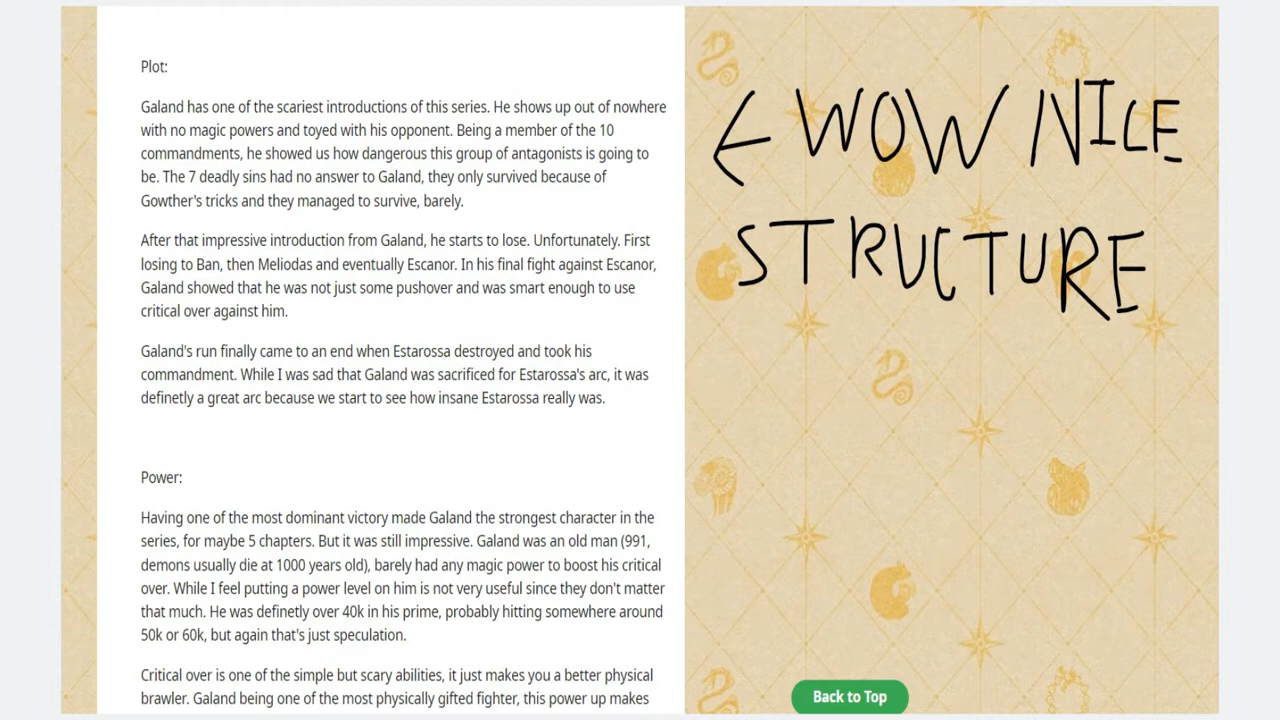 Plot:
Galand has one of the scariest introductions of this series. He shows up out of nowhere
with no magic powers and toyed with his opponent. Being a member of the 10
commandments, he showed us how dangerous this group of antagonists is going to
be. The 7 deadly sins had no answer to Galand, they only survived because of
Gowther's tricks and they managed to survive, barely.
After that impressive introduction from Galand, he starts to lose. Unfortunately. First
losing to Ban, then Meliodas and eventually Escanor. In his final fight against Escanor,
Galand showed that he was not just some pushover and was smart enough to use
critical over against him.
Galand's run finally came to an end when Estarossa destroyed and took his
commandment. While I was sad that Galand was sacrificed for Estarossa's arc, it was
definetly a great arc because we start to see how insane Estarossa really was.
Power:
Having one of the most dominant victory made Galand the strongest character in the
series, for maybe 5 chapters. But it was still impressive. Galand was an old man (991,
demons usually die at 1000 years old), barely had any magic power to boost his critical
over. While I feel putting a power level on him is not very useful since they don't matter
that much. He was definetly over 40k in his prime, probably hitting somewhere around
50k or 60k, but again that's just speculation.
Critical over is one of the simple but scary abilities, it just makes you a better physical
brawler. Galand being one of the most physically gifted fighter, this power up makes
← WOW NICE
STRUCTURE
Back to Top